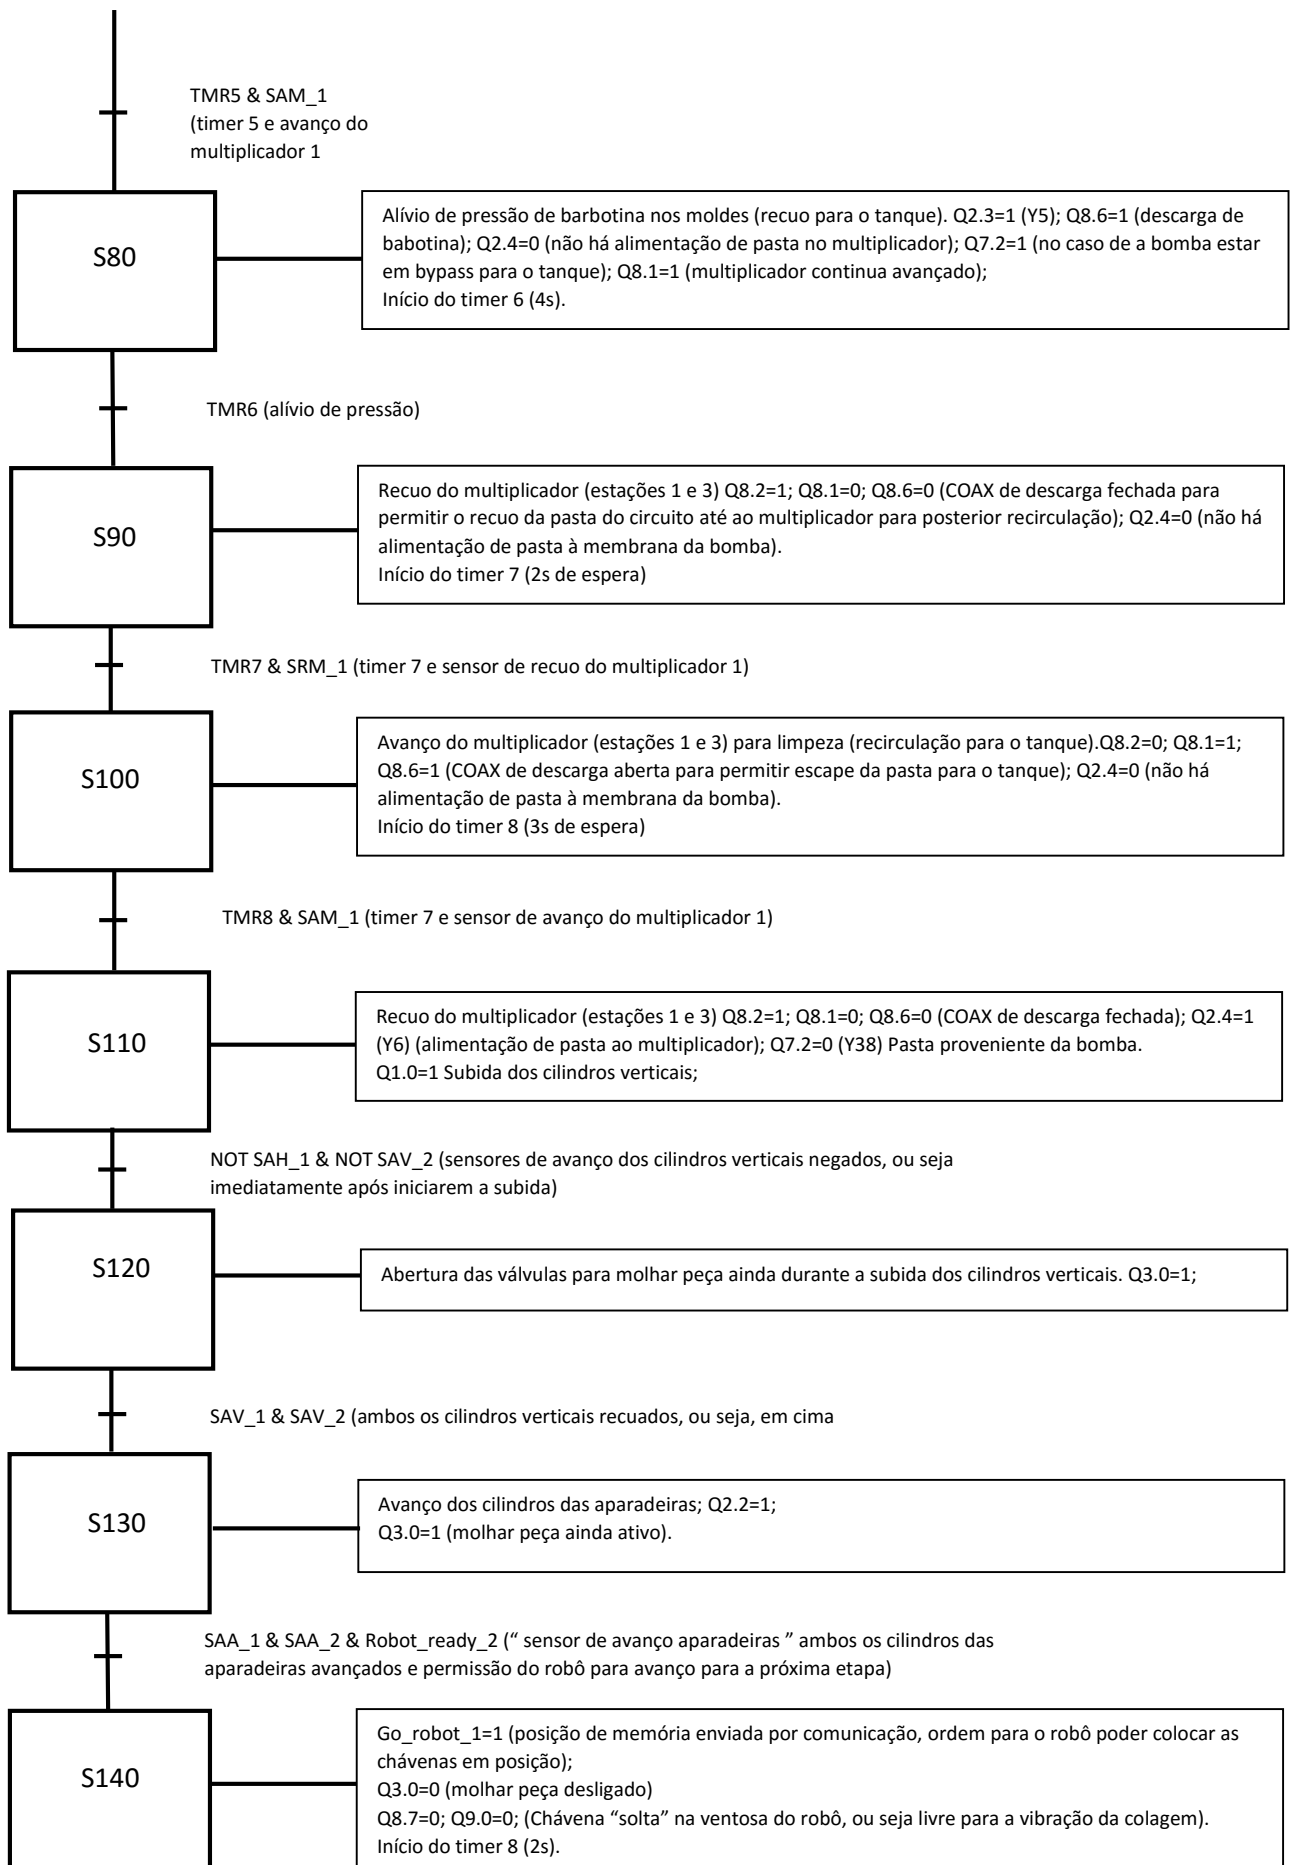 TMR5 & SAM_1
(timer 5 e avanço do
multiplicador 1
S80
Alívio de pressão de barbotina nos moldes (recuo para o tanque). Q2.3=1 (Y5); Q8.6=1 (descarga de
babotina); Q2.4=0 (não há alimentação de pasta no multiplicador); Q7.2=1 (no caso de a bomba estar
em bypass para o tanque); Q8.1=1 (multiplicador continua avançado);
Início do timer 6 (4s).
TMR6 (alívio de pressão)
S90
Recuo do multiplicador (estações 1 e 3) Q8.2=1; Q8.1=0; Q8.6=0 (COAX de descarga fechada para
permitir o recuo da pasta do circuito até ao multiplicador para posterior recirculação); Q2.4=0 (não há
alimentação de pasta à membrana da bomba).
Início do timer 7 (2s de espera)
TMR7 & SRM_1 (timer 7 e sensor de recuo do multiplicador 1)
S100
Avanço do multiplicador (estações 1 e 3) para limpeza (recirculação para o tanque).Q8.2=0; Q8.1=1;
Q8.6=1 (COAX de descarga aberta para permitir escape da pasta para o tanque); Q2.4=0 (não há
alimentação de pasta à membrana da bomba).
Início do timer 8 (3s de espera)
TMR8 & SAM_1 (timer 7 e sensor de avanço do multiplicador 1)
S110
Recuo do multiplicador (estações 1 e 3) Q8.2=1; Q8.1=0; Q8.6=0 (COAX de descarga fechada); Q2.4=1
(Y6) (alimentação de pasta ao multiplicador); Q7.2=0 (Y38) Pasta proveniente da bomba.
Q1.0=1 Subida dos cilindros verticais;
NOT SAH_1 & NOT SAV_2 (sensores de avanço dos cilindros verticais negados, ou seja
imediatamente após iniciarem a subida)
S120
Abertura das válvulas para molhar peça ainda durante a subida dos cilindros verticais. Q3.0=1;
SAV_1 & SAV_2 (ambos os cilindros verticais recuados, ou seja, em cima
S130
Avanço dos cilindros das aparadeiras; Q2.2=1;
Q3.0=1 (molhar peça ainda ativo).
SAA_1 & SAA_2 & Robot_ready_2 (“ sensor de avanço aparadeiras ” ambos os cilindros das
aparadeiras avançados e permissão do robô para avanço para a próxima etapa)
S140
Go_robot_1=1 (posição de memória enviada por comunicação, ordem para o robô poder colocar as
chávenas em posição);
Q3.0=0 (molhar peça desligado)
Q8.7=0; Q9.0=0; (Chávena “solta” na ventosa do robô, ou seja livre para a vibração da colagem).
Início do timer 8 (2s).